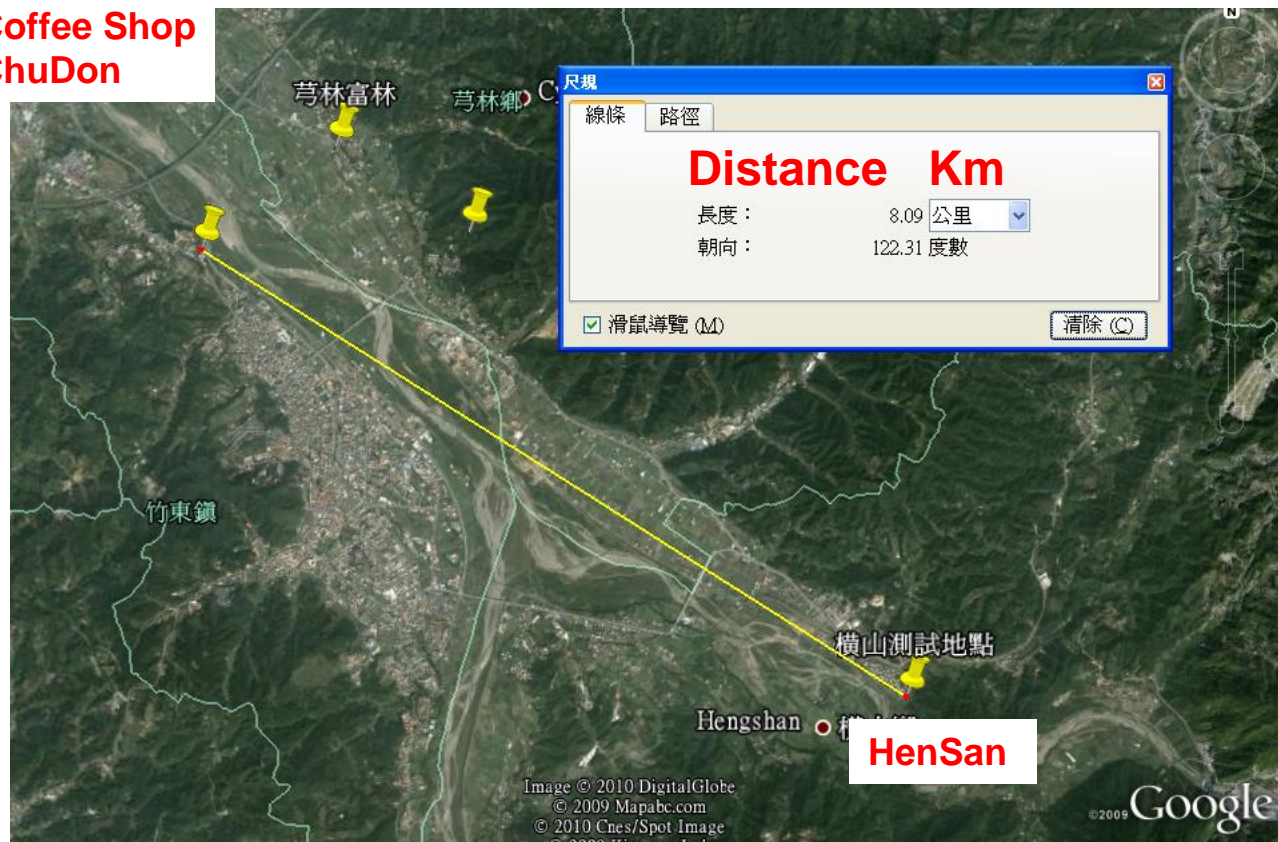 Coffee Shop
ChuDon
N
芎林富林
芎林鄉
尺規
線條
路徑
Distance Km
長度：
8.09 公里
朝向：
122.31 度數
滑鼠導覽 (M)
清除 (C)
竹東鎮
橫山測試地點
Hengshan
HenSan
Image © 2010 DigitalGlobe
© 2009 Mapabc.com
© 2010 Cnes/Spot Image
©2009 Google